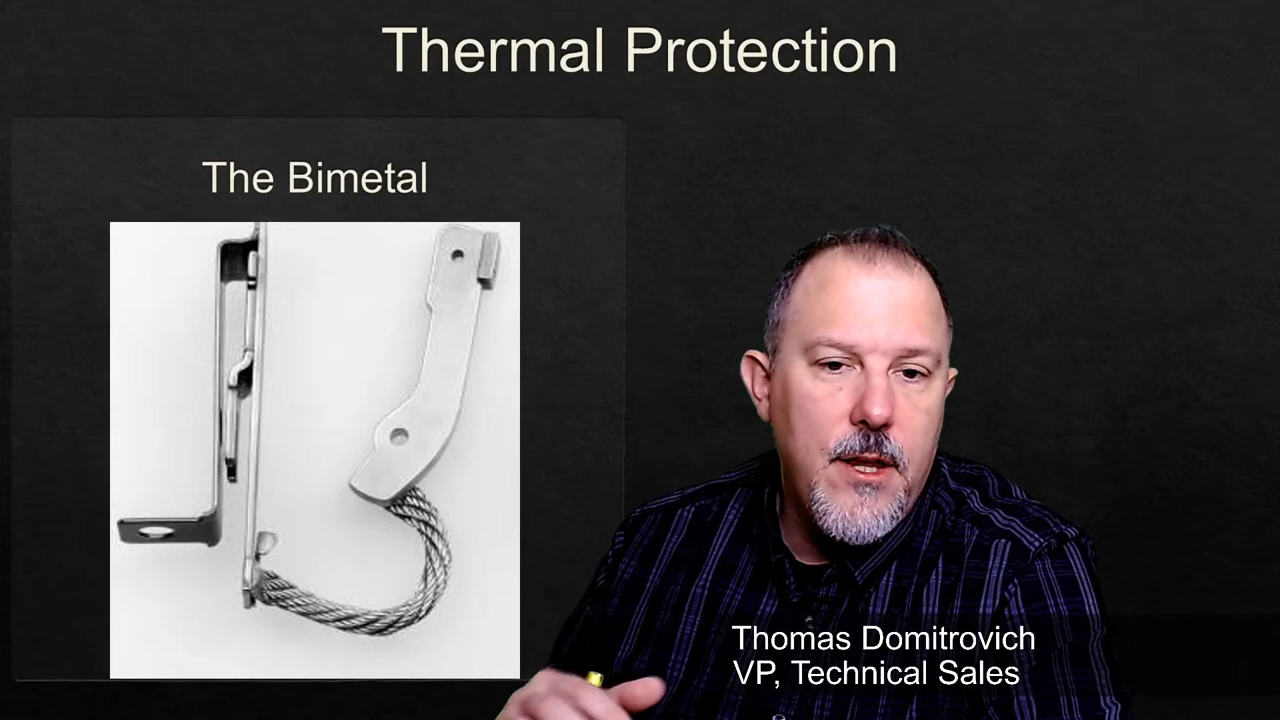 Thermal Protection
The Bimetal
Thomas Domitrovich
VP, Technical Sales